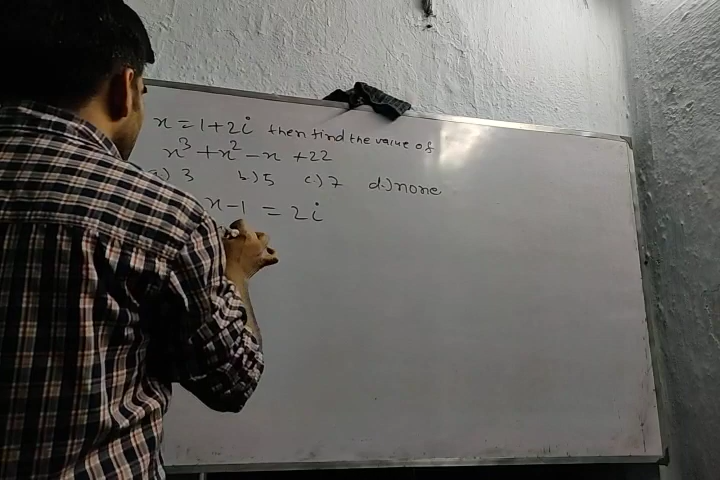 x = 1 + 2i then find the value of
x³ + x² - x + 22
a) 3 b) 5 c.) 7 d.) none
x - 1 = 2i